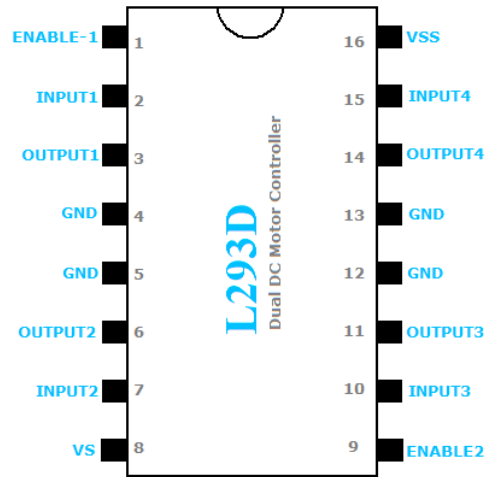 ENABLE-1 1 16 VSS
INPUT1 2 15 INPUT4
OUTPUT1 3 14 OUTPUT4
GND 4 13 GND
GND 5 12 GND
OUTPUT2 6 11 OUTPUT3
INPUT2 7 10 INPUT3
VS 8 9 ENABLE2
L293D
Dual DC Motor Controller